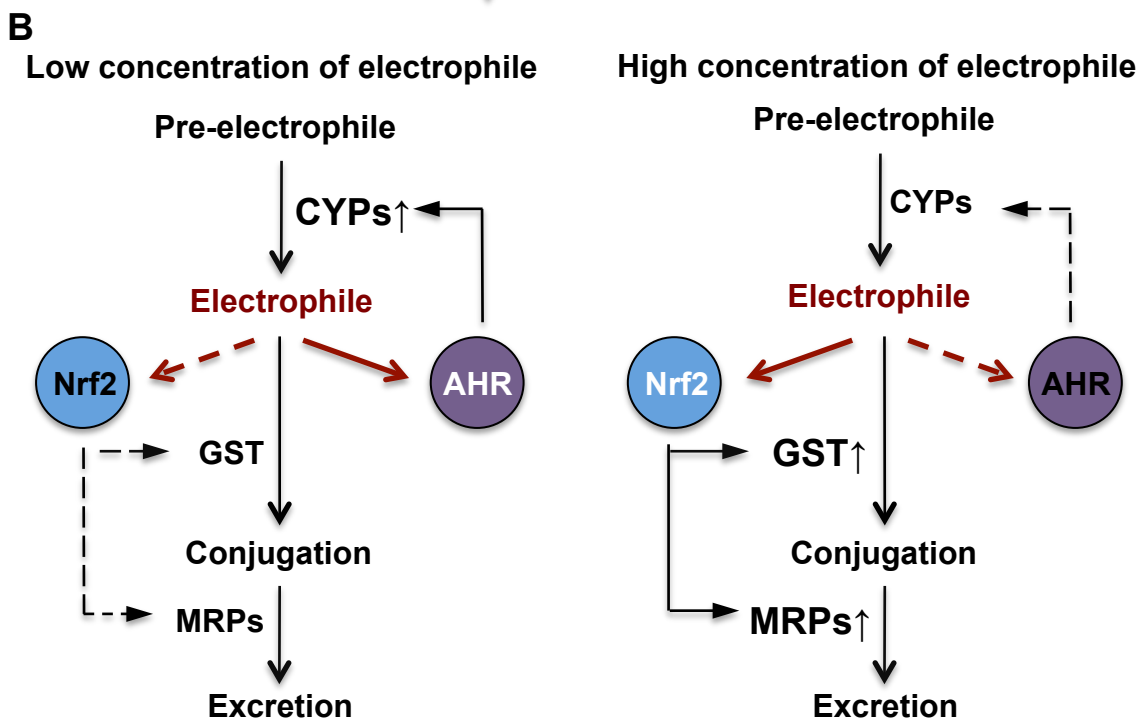 B
Low concentration of electrophile
Pre-electrophile
CYPs↑
Electrophile
Nrf2
AHR
GST
Conjugation
MRPs
Excretion
High concentration of electrophile
Pre-electrophile
CYPs
Electrophile
Nrf2
AHR
GST↑
Conjugation
MRPs↑
Excretion